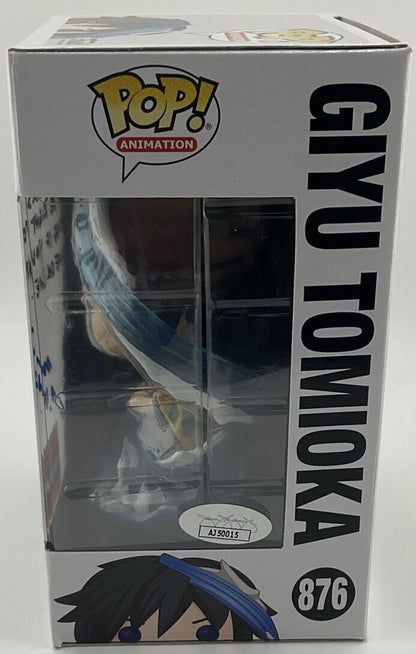 POP!
®
ANIMATION
GIYU TOMIOKA
876
AJ50015